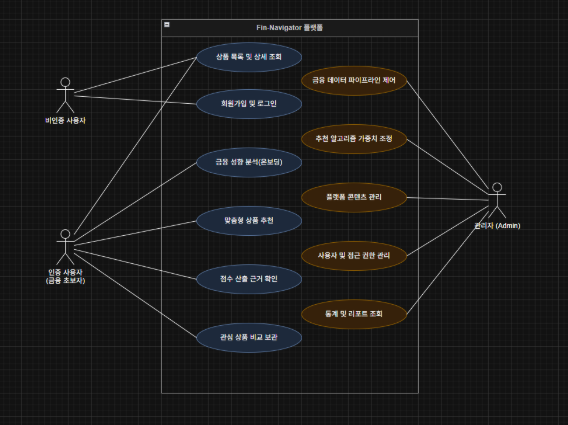 Fin-Navigator 플랫폼
상품 목록 및 상세 조회
금융 데이터 파이프라인 제어
회원가입 및 로그인
비인증 사용자
추천 알고리즘 가중치 조정
금융 성향 분석(온보딩)
플랫폼 콘텐츠 관리
맞춤형 상품 추천
관리자 (Admin)
사용자 및 접근 권한 관리
인증 사용자
(금융 초보자)
점수 산출 근거 확인
통계 및 리포트 조회
관심 상품 비교 보관